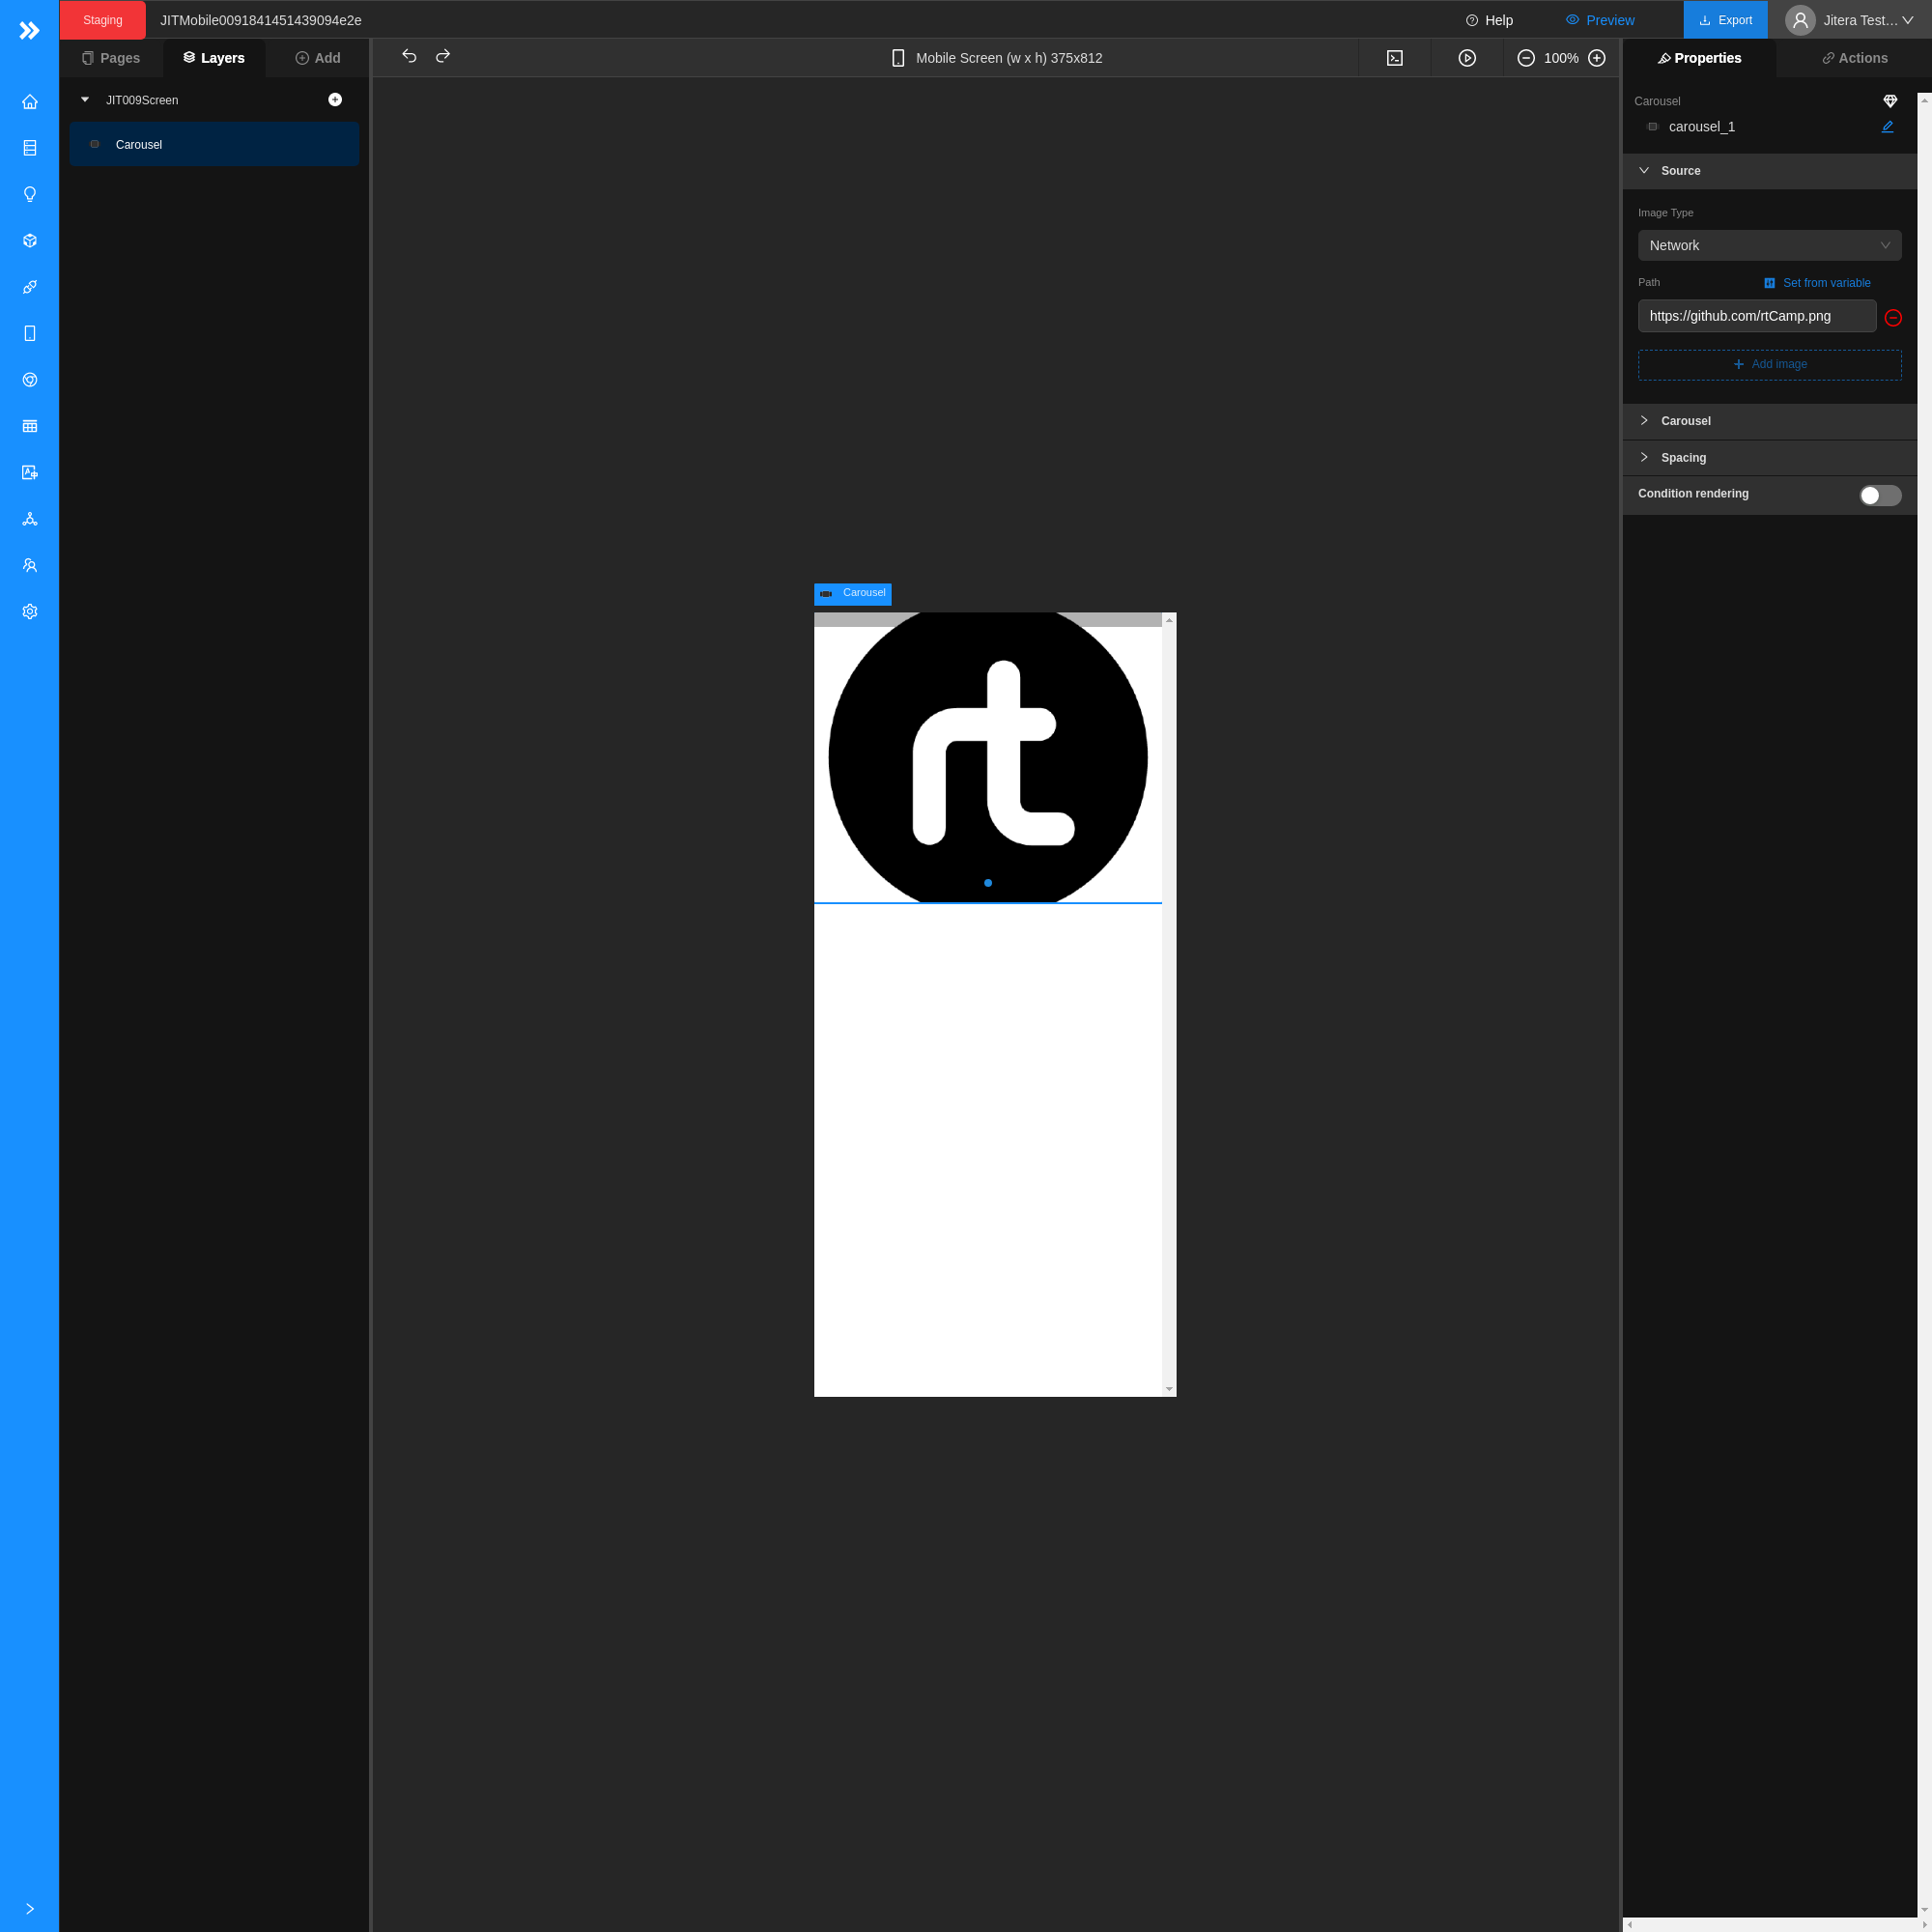 Staging
JITMobile0091841451439094e2e
Help
Preview
Export
Jitera Test…
Pages
Layers
Add
Mobile Screen (w x h) 375x812
100%
Properties
Actions
JIT009Screen
Carousel
Carousel
carousel_1
Source
Image Type
Network
Path
Set from variable
https://github.com/rtCamp.png
Add image
Carousel
Spacing
Condition rendering
Carousel
rt